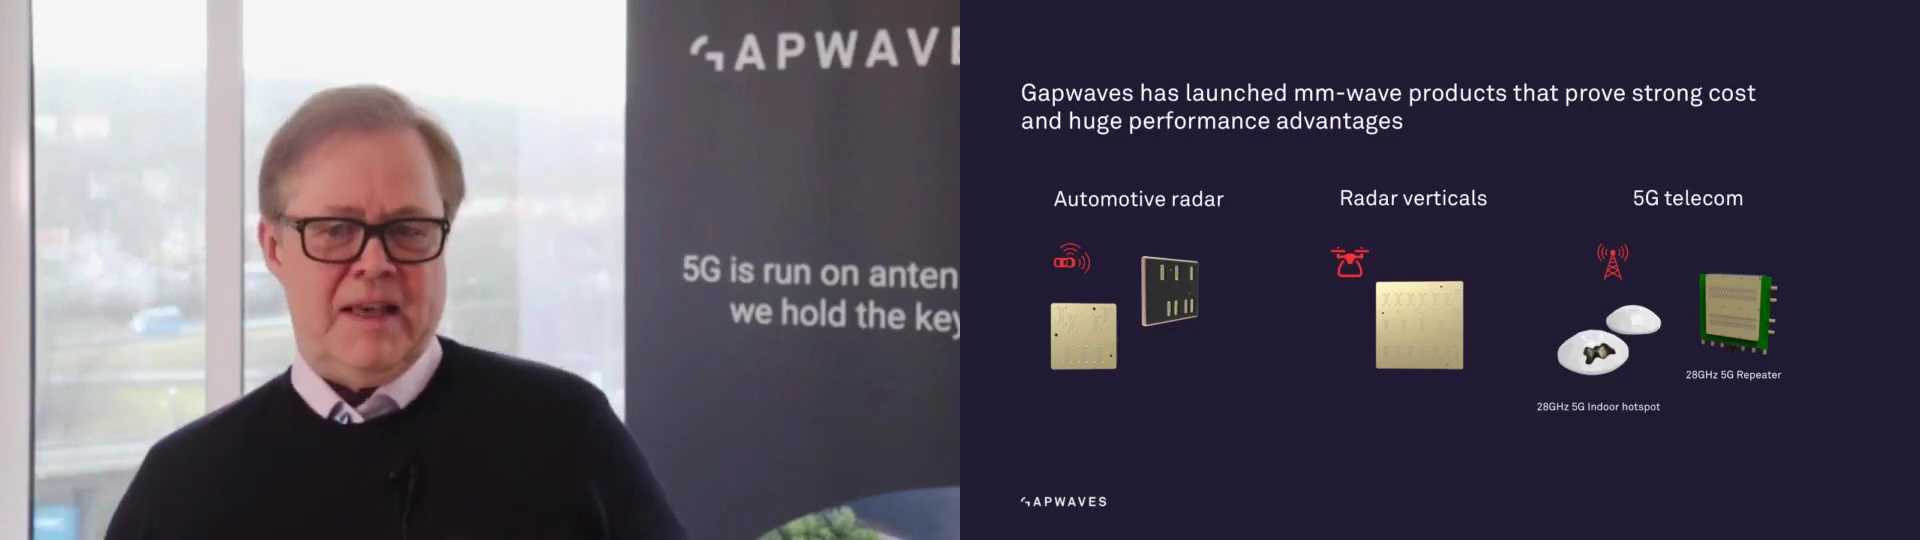 GAPWAVE
5G is run on anten
we hold the key
Gapwaves has launched mm-wave products that prove strong cost
and huge performance advantages
Automotive radar
Radar verticals
5G telecom
28GHz 5G Repeater
28GHz 5G Indoor hotspot
GAPWAVES